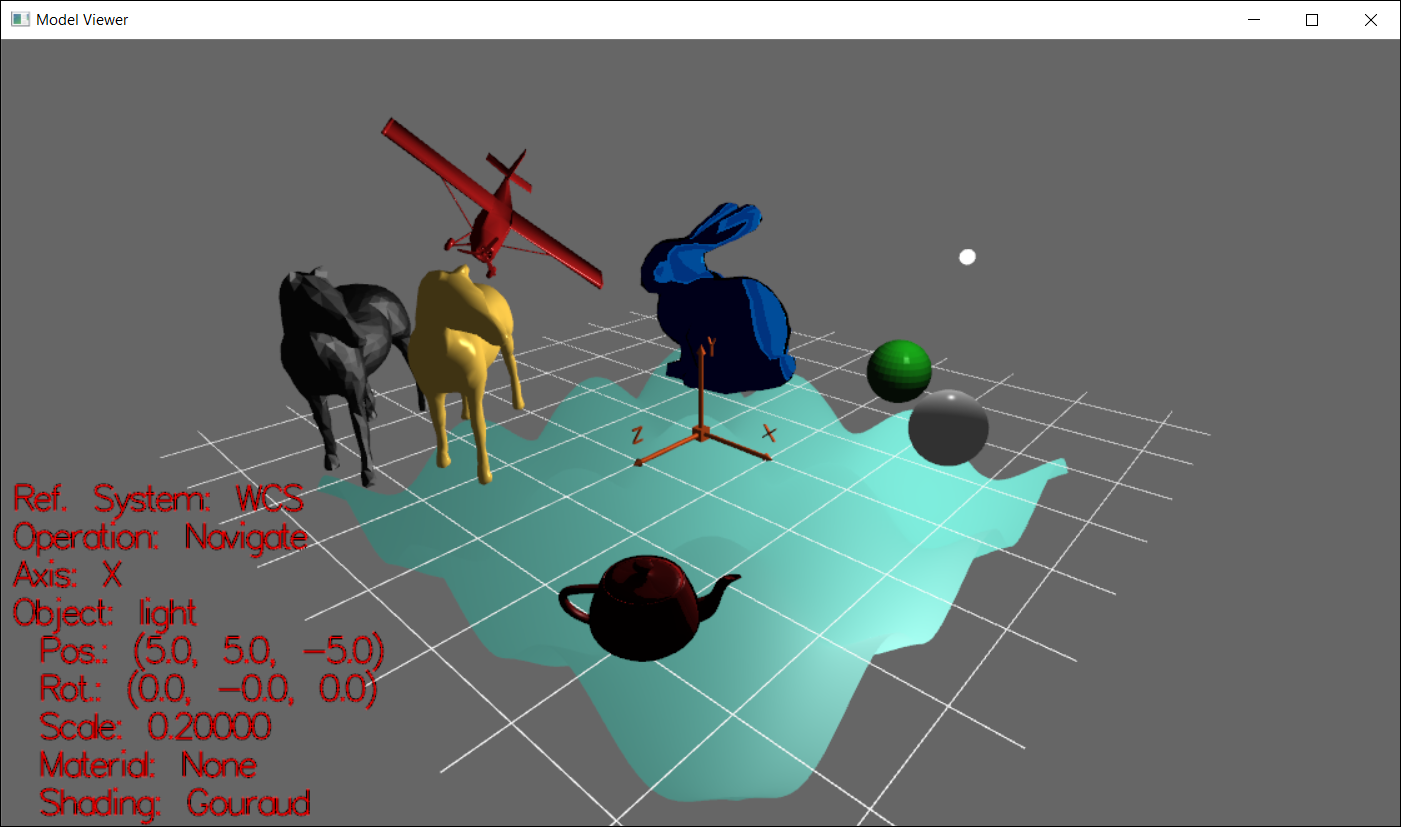 Model Viewer
Y
Z
X
Ref. System: WCS
Operation: Navigate
Axis: X
Object: light
Pos.: (5.0, 5.0, −5.0)
Rot.: (0.0, −0.0, 0.0)
Scale: 0.20000
Material: None
Shading: Gouraud